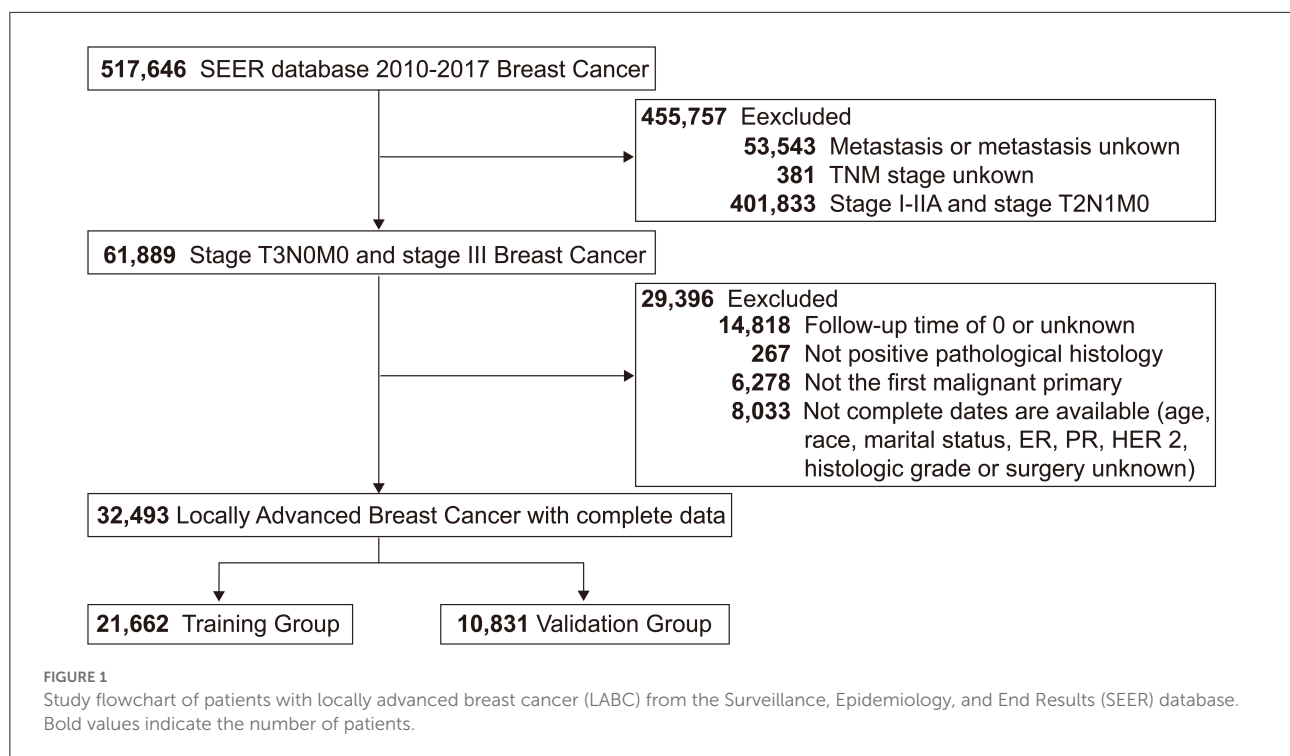 517,646 SEER database 2010-2017 Breast Cancer
455,757 Eexcluded
53,543 Metastasis or metastasis unkown
381 TNM stage unkown
401,833 Stage I-IIA and stage T2N1M0
61,889 Stage T3N0M0 and stage III Breast Cancer
29,396 Eexcluded
14,818 Follow-up time of 0 or unknown
267 Not positive pathological histology
6,278 Not the first malignant primary
8,033 Not complete dates are available (age,
race, marital status, ER, PR, HER 2,
histologic grade or surgery unknown)
32,493 Locally Advanced Breast Cancer with complete data
21,662 Training Group
10,831 Validation Group
FIGURE 1
Study flowchart of patients with locally advanced breast cancer (LABC) from the Surveillance, Epidemiology, and End Results (SEER) database.
Bold values indicate the number of patients.